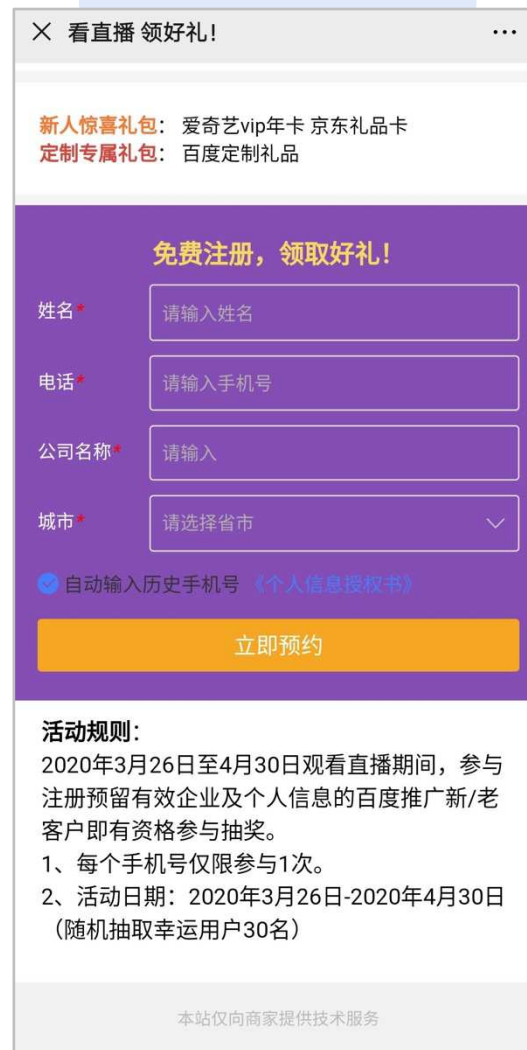 看直播 领好礼!
新人惊喜礼包： 爱奇艺vip年卡 京东礼品卡
定制专属礼包： 百度定制礼品
免费注册，领取好礼！
姓名* 请输入姓名
电话* 请输入手机号
公司名称* 请输入
城市* 请选择省市
自动输入历史手机号 《个人信息授权书》
立即预约
活动规则：
2020年3月26日至4月30日观看直播期间，参与
注册预留有效企业及个人信息的百度推广新/老
客户即有资格参与抽奖。
1、每个手机号仅限参与1次。
2、活动日期：2020年3月26日-2020年4月30日
（随机抽取幸运用户30名）
本站仅向商家提供技术服务